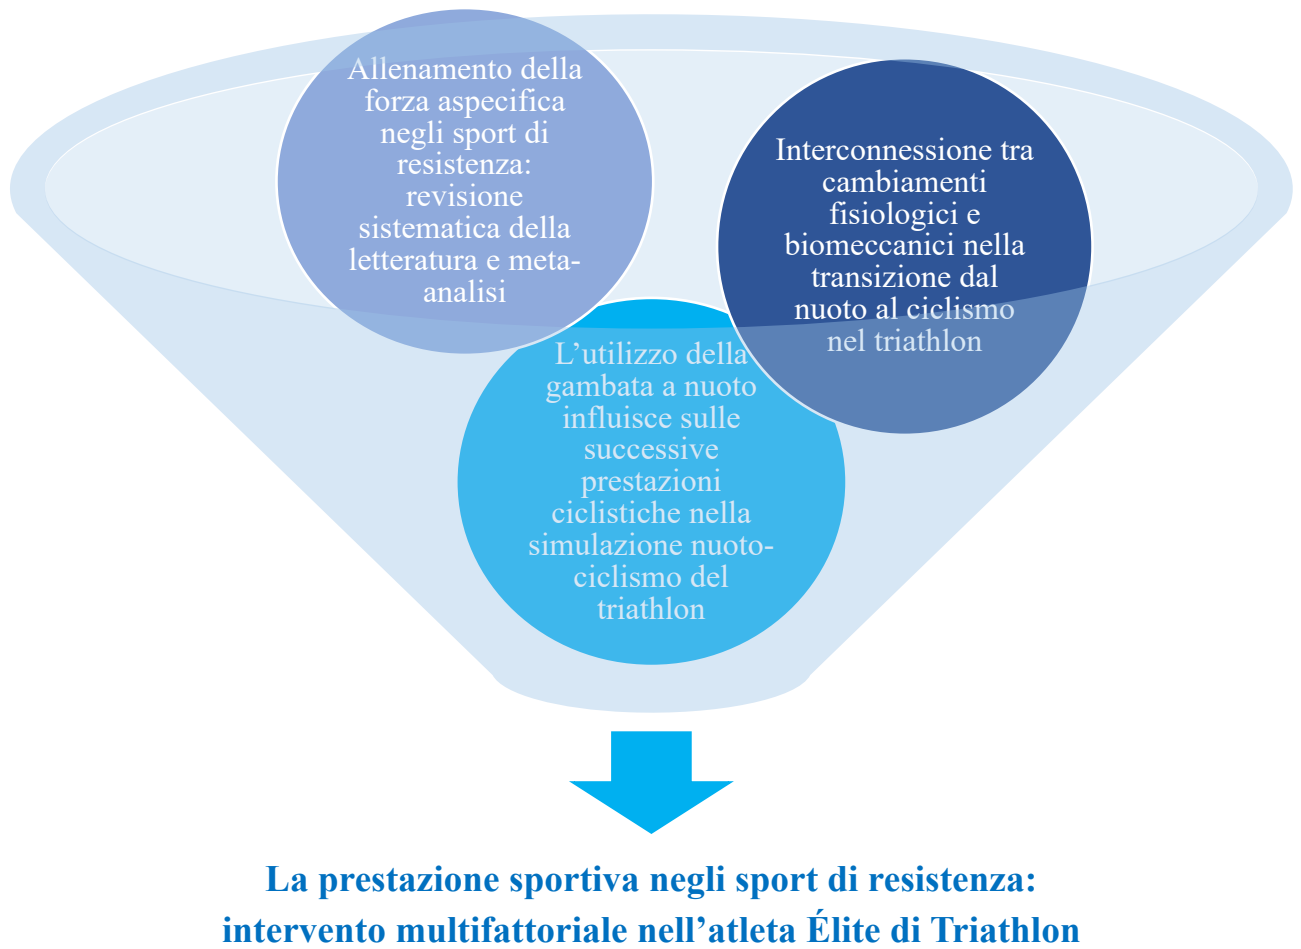 Allenamento della
forza aspecifica
negli sport di
resistenza:
revisione
sistematica della
letteratura e meta-
analisi
Interconnessione tra
cambiamenti
fisiologici e
biomeccanici nella
transizione dal
nuoto al ciclismo
nel triathlon
L’utilizzo della
gambata a nuoto
influisce sulle
successive
prestazioni
ciclistiche nella
simulazione nuoto-
ciclismo del
triathlon
La prestazione sportiva negli sport di resistenza:
intervento multifattoriale nell’atleta Élite di Triathlon